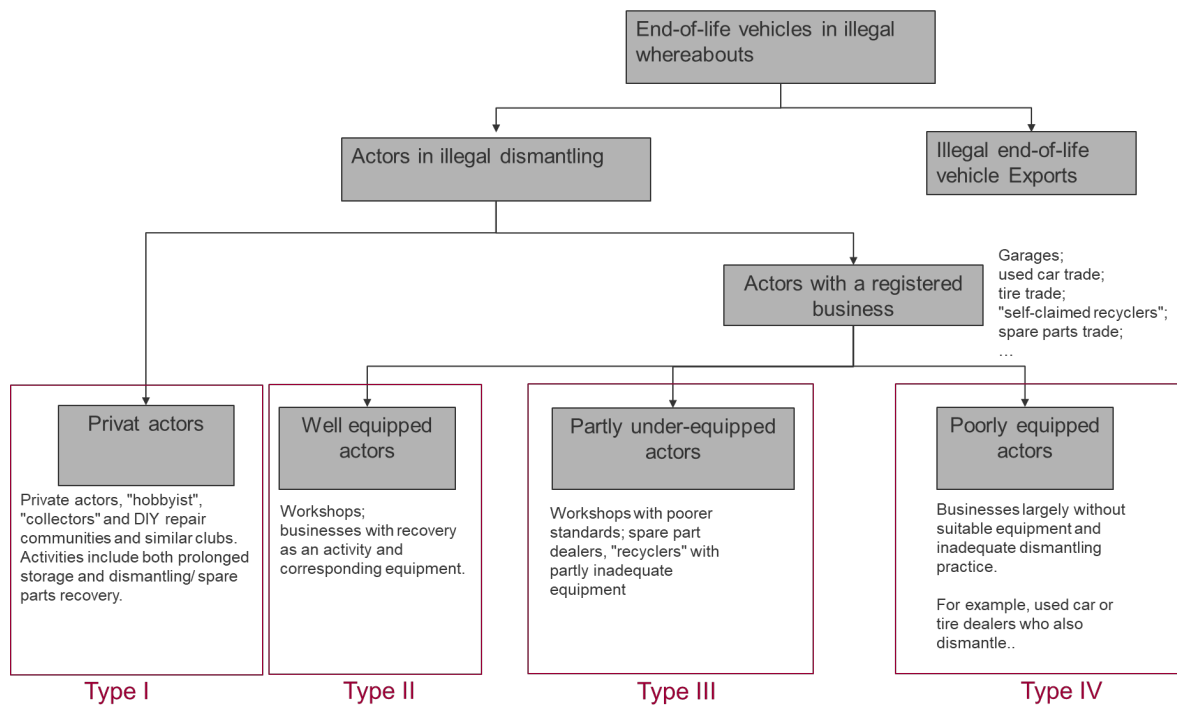 End-of-life vehicles in illegal
whereabouts
Actors in illegal dismantling
Illegal end-of-life
vehicle Exports
Actors with a registered
business
Garages;
used car trade;
tire trade;
"self-claimed recyclers";
spare parts trade;
…
Privat actors
Private actors, "hobbyist",
"collectors" and DIY repair
communities and similar clubs.
Activities include both prolonged
storage and dismantling/ spare
parts recovery.
Type I
Well equipped
actors
Workshops;
businesses with recovery
as an activity and
corresponding equipment.
Type II
Partly under-equipped
actors
Workshops with poorer
standards; spare part
dealers, "recyclers" with
partly inadequate
equipment
Type III
Poorly equipped
actors
Businesses largely without
suitable equipment and
inadequate dismantling
practice.
For example, used car or
tire dealers who also
dismantle..
Type IV